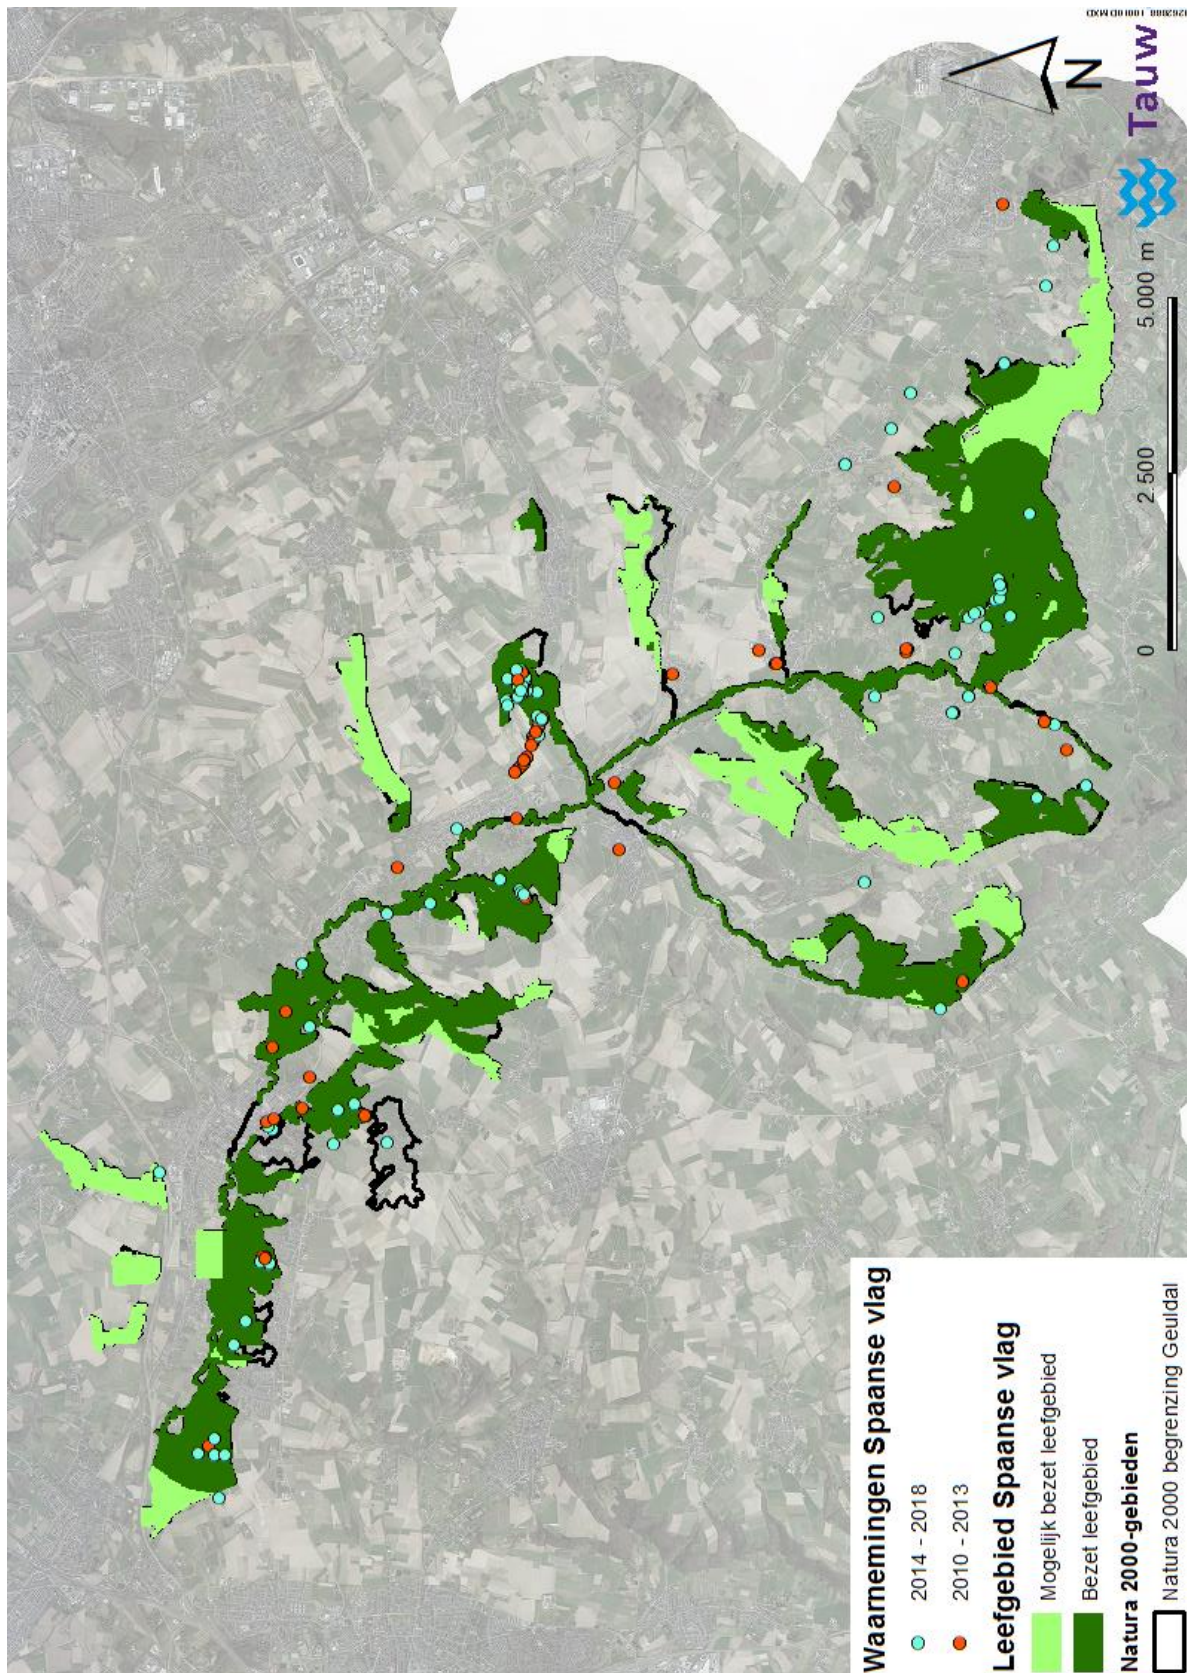 Waarnemingen Spaanse vlag
2014 - 2018
2010 - 2013
Leefgebied Spaanse vlag
Mogelijk bezet leefgebied
Bezet leefgebied
Natura 2000-gebieden
Natura 2000 begrenzing Geuldal
0 2.500 5.000 m
Tauw
N